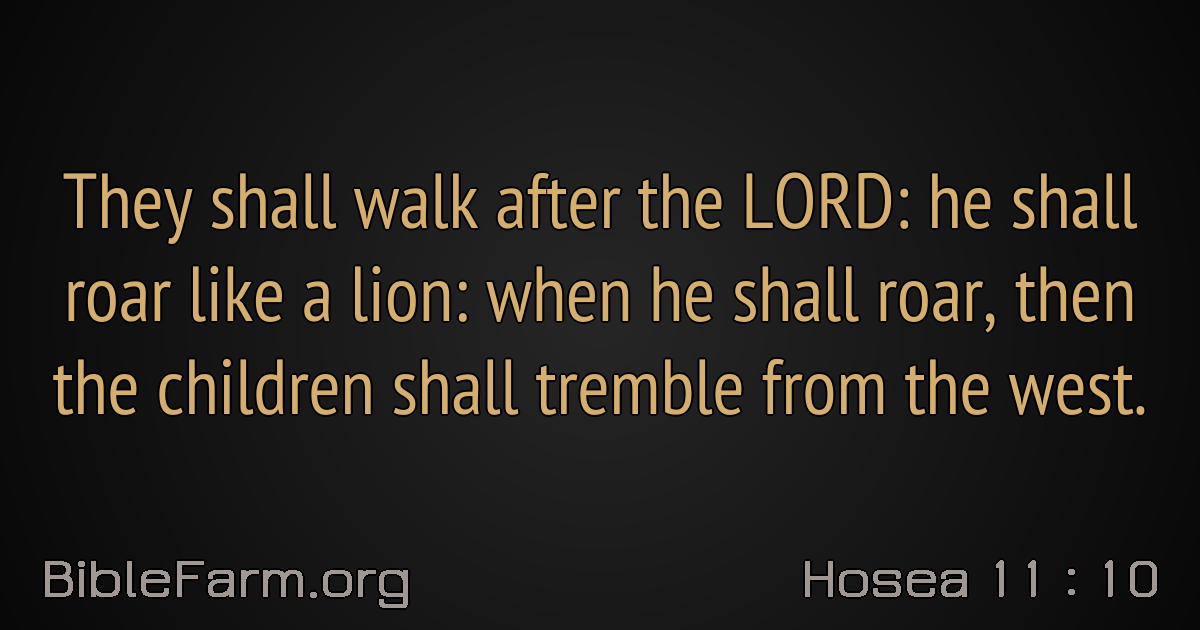 They shall walk after the LORD: he shall
roar like a lion: when he shall roar, then
the children shall tremble from the west.
BibleFarm.org
Hosea 11 : 10